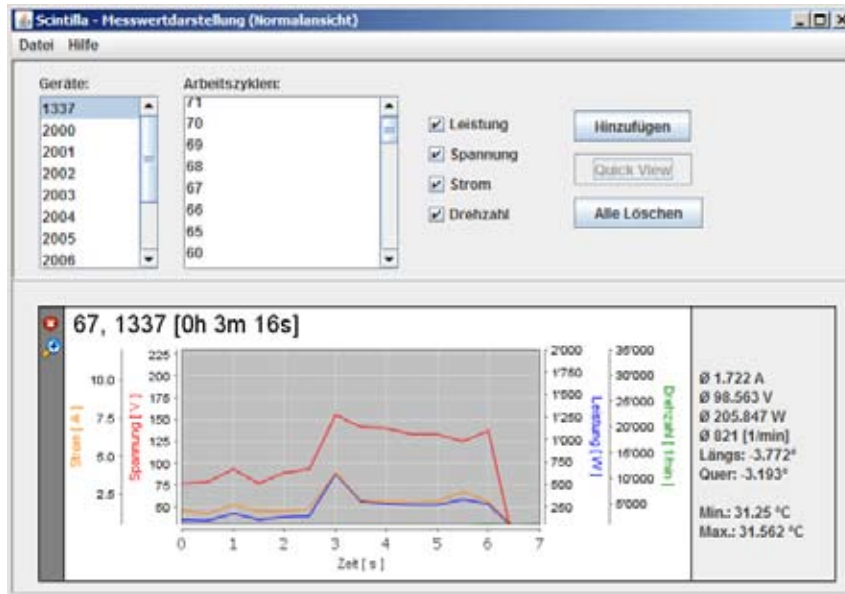 Scintilla - Messwertdarstellung (Normalansicht)
Datei Hilfe
Geräte:
1337
2000
2001
2002
2003
2004
2005
2006
Arbeitszyklen:
71
70
69
68
67
66
65
60
Leistung
Spannung
Strom
Drehzahl
Hinzufügen
Quick View
Alle Löschen
67, 1337 [0h 3m 16s]
Strom [ A ]
10.0
7.5
5.0
2.5
Spannung [ V ]
225
200
175
150
125
100
75
50
0 1 2 3 4 5 6 7
Zeit [ s ]
2'000
1'750
1'500
1'250
1'000
750
500
250
Leistung [ W ]
35'000
30'000
25'000
20'000
15'000
10'000
5'000
Drehzahl [ 1/min ]
Ø 1.722 A
Ø 98.563 V
Ø 205.847 W
Ø 821 [1/min]
Längs: -3.772°
Quer: -3.193°
Min.: 31.25 °C
Max.: 31.562 °C